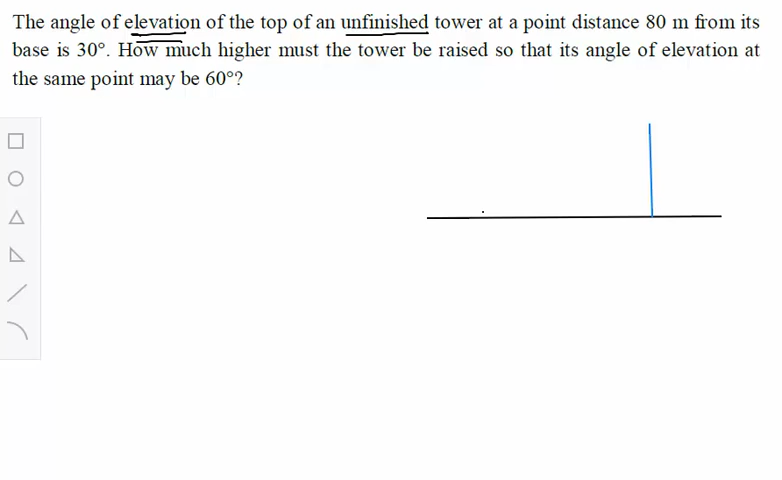 The angle of elevation of the top of an unfinished tower at a point distance 80 m from its
base is 30°. How much higher must the tower be raised so that its angle of elevation at
the same point may be 60°?